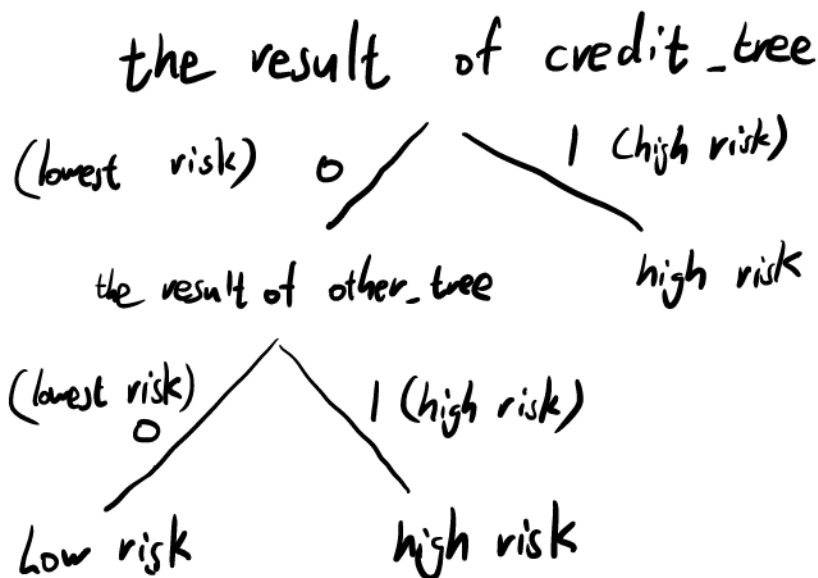 the result of credit_tree
(lowest risk) 0 1 (high risk)
the result of other_tree high risk
(lowest risk) 0 1 (high risk)
Low risk high risk